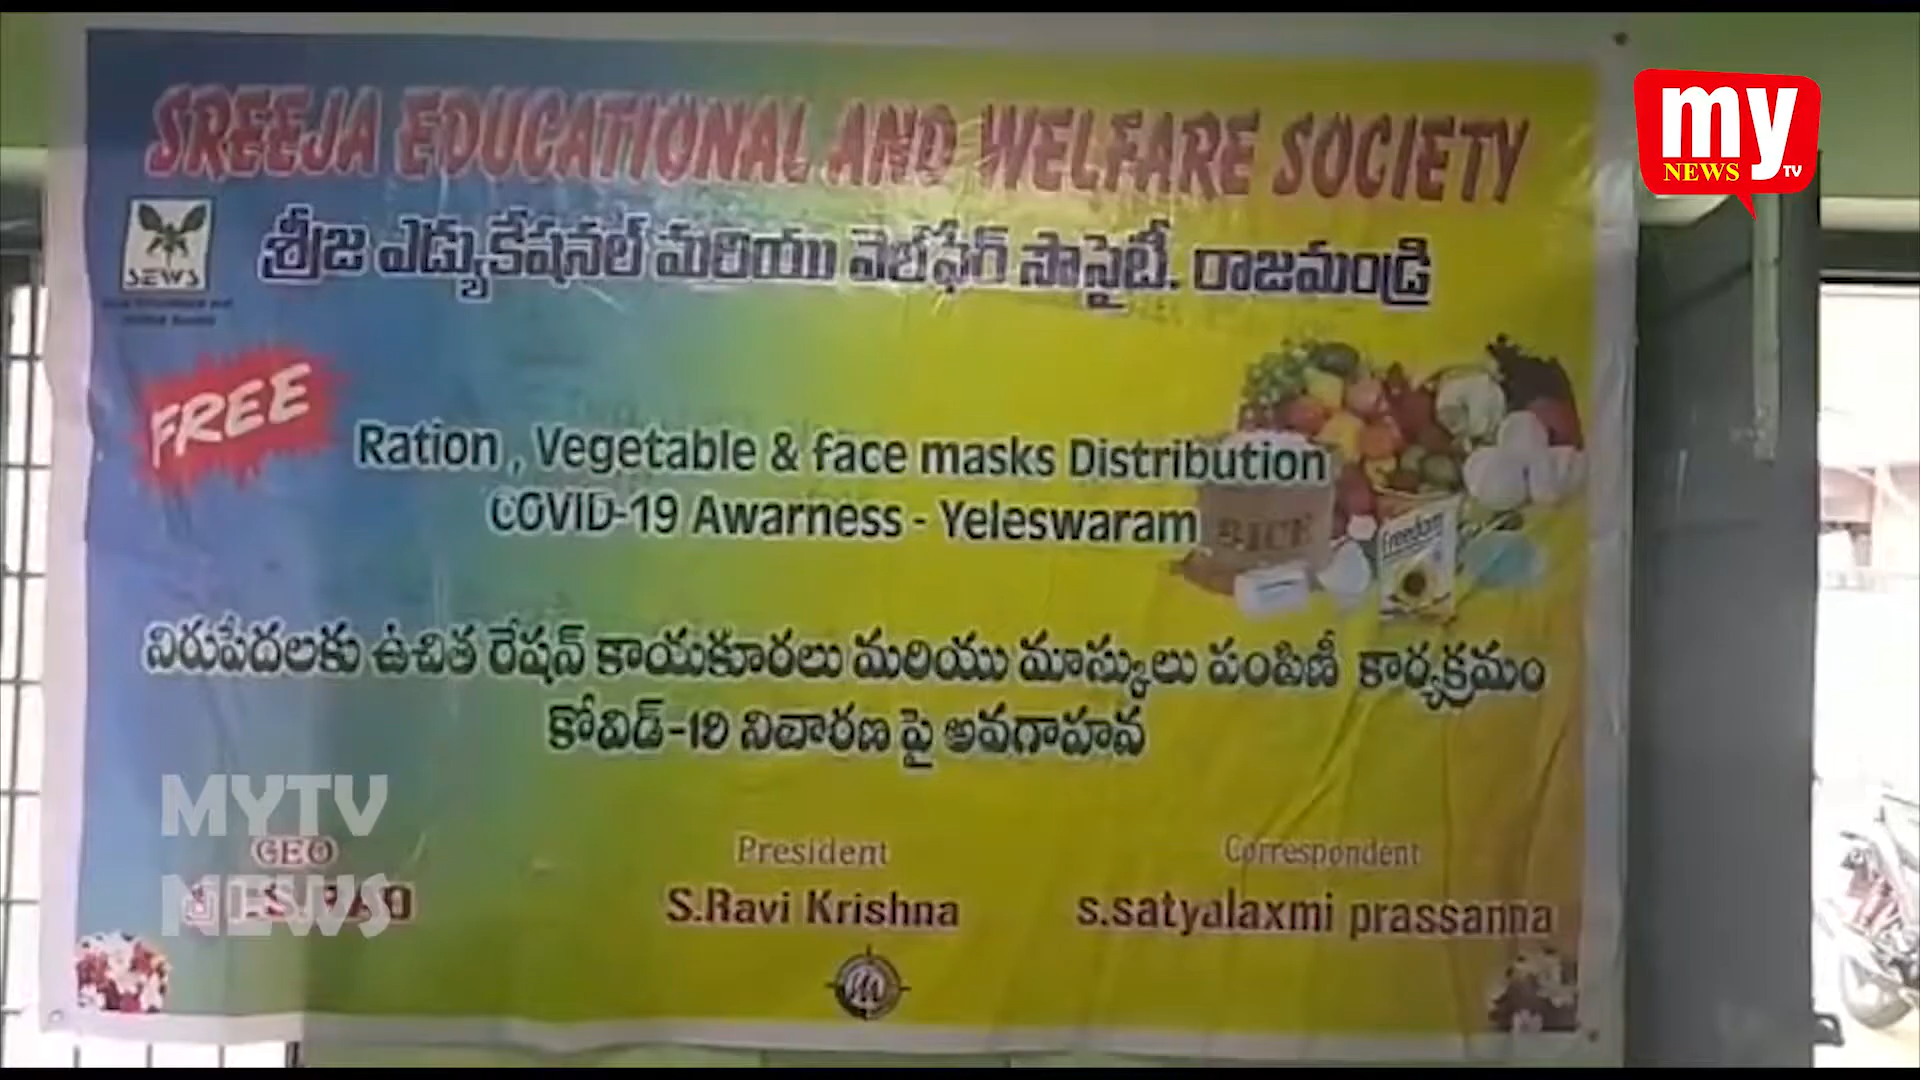 SREEJA EDUCATIONAL AND WELFARE SOCIETY
my
NEWS TV
శ్రీజ ఎడ్యుకేషనల్ మరియు వెల్ఫేర్ సొసైటీ. రాజమండ్రి
SEWS
FREE
Ration , Vegetable & face masks Distribution
COVID-19 Awarness - Yeleswaram
RICE
Freedom
నిరుపేదలకు ఉచిత రేషన్ కాయకూరలు మరియు మాస్కులు పంపిణీ కార్యక్రమం
కోవిడ్-19 నివారణ పై అవగాహన
MYTV
NEWS
CEO
President
Correspondent
S.Ravi Krishna
s.satyalaxmi prassanna